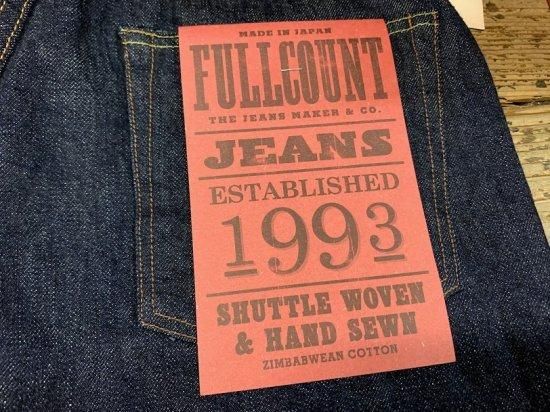 MADE IN JAPAN
FULLCOUNT
THE JEANS MAKER & CO.
JEANS
ESTABLISHED
1993
SHUTTLE WOVEN
& HAND SEWN
ZIMBABWEAN COTTON